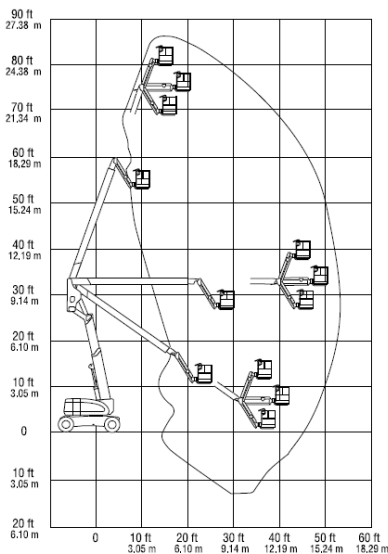 90 ft
27.38 m
80 ft
24.38 m
70 ft
21,34 m
60 ft
18,29 m
50 ft
15.24 m
40 ft
12,19 m
30 ft
9.14 m
20 ft
6.10 m
10 ft
3.05 m
0
10 ft
3,05 m
20 ft
6.10 m
0 10 ft 20 ft 30 ft 40 ft 50 ft 60 ft
3,05 m 6,10 m 9,14 m 12,19 m 15,24 m 18,29 m